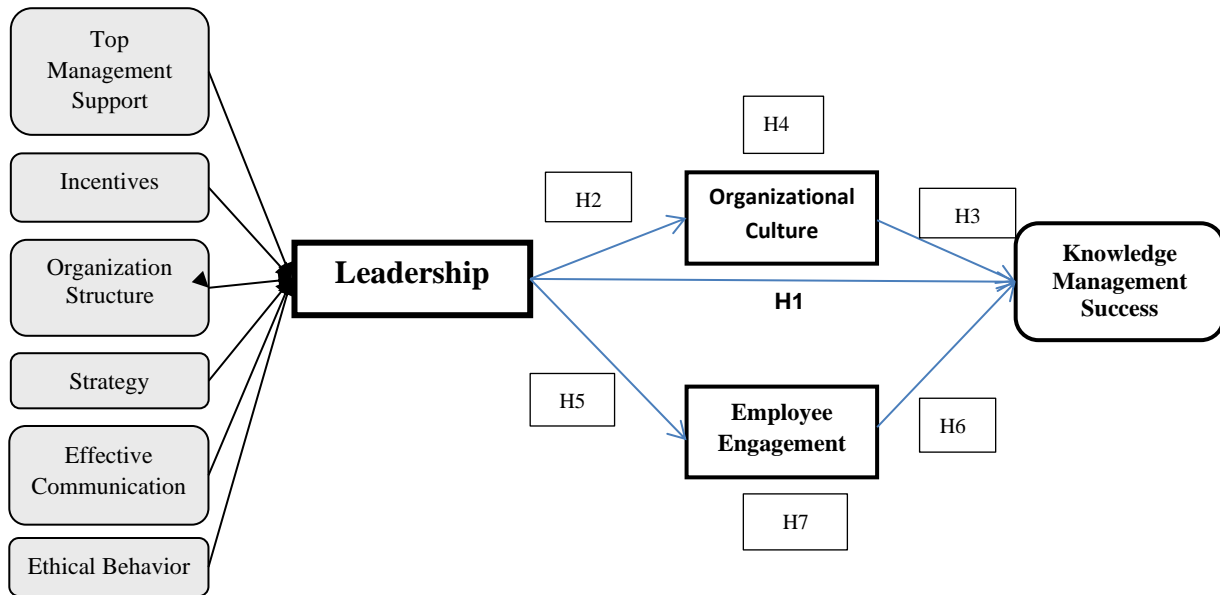 Top
Management
Support
Incentives
Organization
Structure
Strategy
Effective
Communication
Ethical Behavior
Leadership
H2
H5
H4
Organizational
Culture
H1
Employee
Engagement
H7
H3
H6
Knowledge
Management
Success